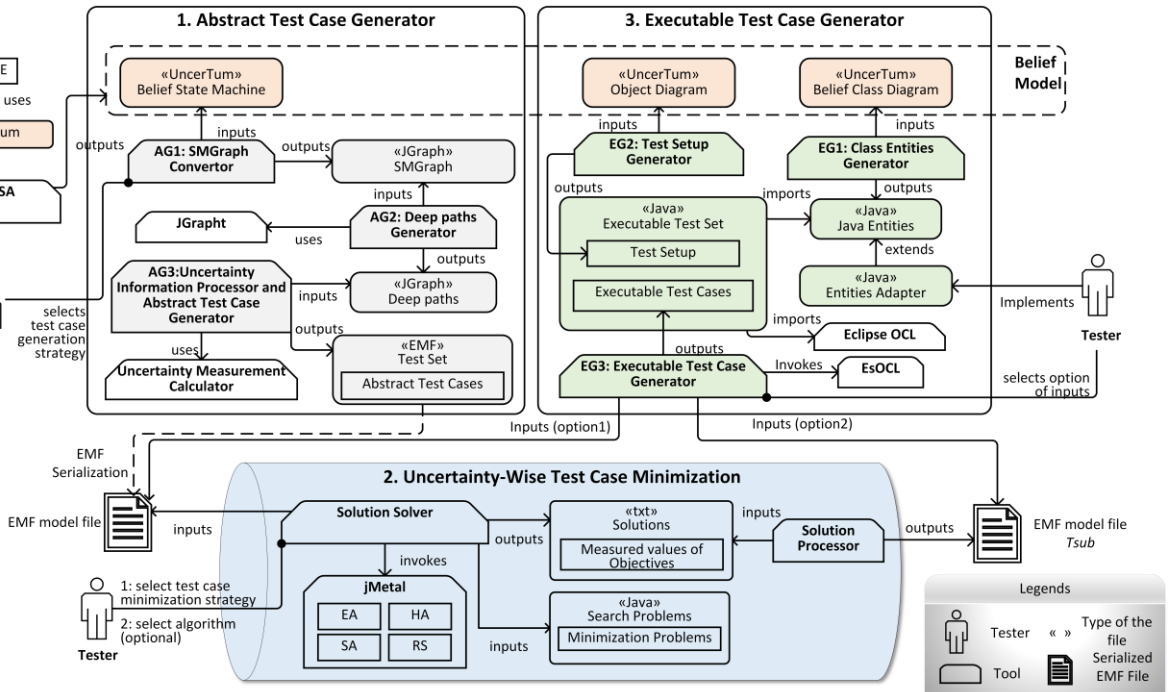 1. Abstract Test Case Generator
3. Executable Test Case Generator
E
uses
um
outputs
SA
«UncerTum»
Belief State Machine
«UncerTum»
Object Diagram
«UncerTum»
Belief Class Diagram
Belief
Model
inputs
inputs
inputs
AG1: SMGraph
Convertor
outputs
«JGraph»
SMGraph
inputs
JGrapht
uses
AG2: Deep paths
Generator
outputs
AG3:Uncertainty
Information Processor and
Abstract Test Case
Generator
inputs
«JGraph»
Deep paths
selects
test case
generation
strategy
outputs
uses
Uncertainty Measurement
Calculator
«EMF»
Test Set
Abstract Test Cases
EG2: Test Setup
Generator
EG1: Class Entities
Generator
outputs
imports
outputs
«Java»
Executable Test Set
Test Setup
Executable Test Cases
«Java»
Java Entities
extends
«Java»
Entities Adapter
Implements
Tester
imports
Eclipse OCL
outputs
EG3: Executable Test Case
Generator
Invokes
EsOCL
selects option
of inputs
Inputs (option1)
Inputs (option2)
EMF
Serialization
EMF model file
inputs
2. Uncertainty-Wise Test Case Minimization
Solution Solver
outputs
invokes
«txt»
Solutions
Measured values of
Objectives
inputs
Solution
Processor
outputs
EMF model file
Tsub
1: select test case
minimization strategy
2: select algorithm
(optional)
Tester
jMetal
EA
HA
SA
RS
inputs
«Java»
Search Problems
Minimization Problems
Legends
Tester
« »
Type of the
file
Tool
Serialized
EMF File